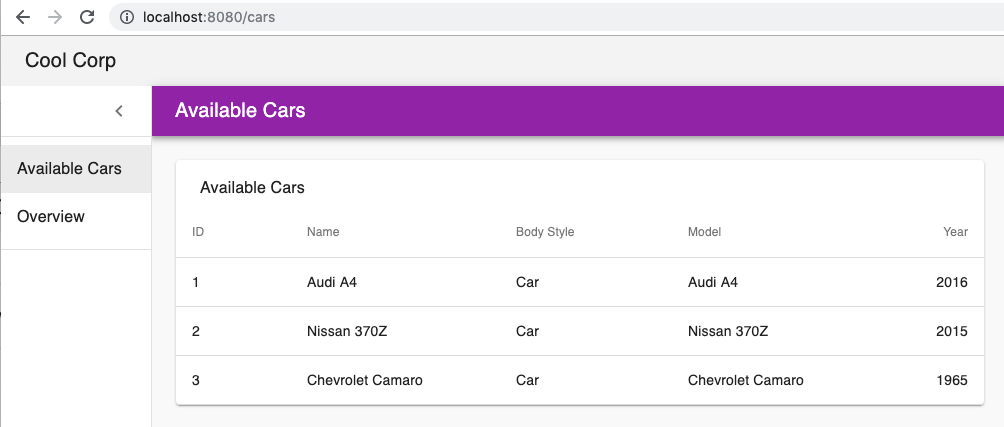 localhost:8080/cars
Cool Corp
Available Cars
Available Cars
Overview
Available Cars
ID Name Body Style Model Year
1 Audi A4 Car Audi A4 2016
2 Nissan 370Z Car Nissan 370Z 2015
3 Chevrolet Camaro Car Chevrolet Camaro 1965